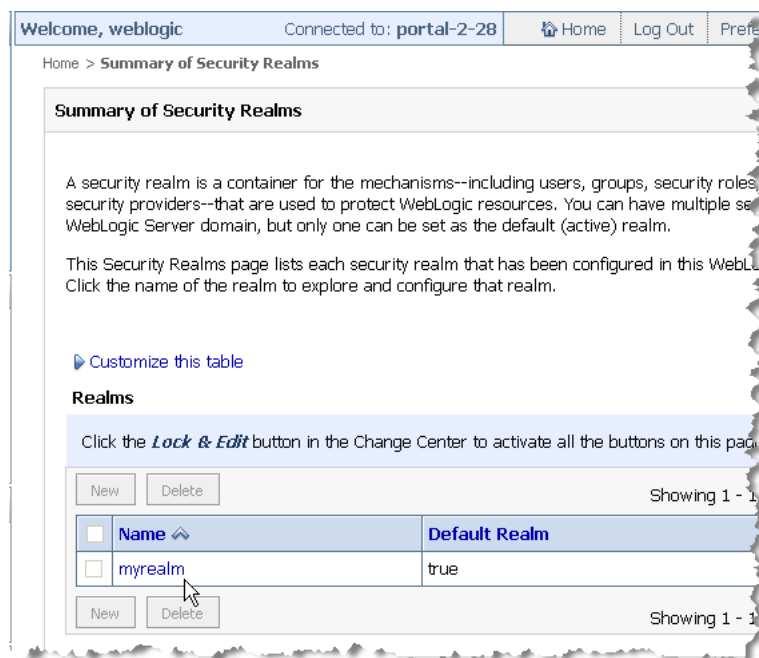 Welcome, weblogic Connected to: portal-2-28 Home Log Out
Home > Summary of Security Realms
Summary of Security Realms
A security realm is a container for the mechanisms--including users, groups, security roles,
security providers--that are used to protect WebLogic resources. You can have multiple
WebLogic Server domain, but only one can be set as the default (active) realm.
This Security Realms page lists each security realm that has been configured in this
Click the name of the realm to explore and configure that realm.
Customize this table
Realms
Click the Lock & Edit button in the Change Center to activate all the buttons on this
New Delete Showing 1 - 1
Name Default Realm
myrealm true
New Delete Showing 1 - 1